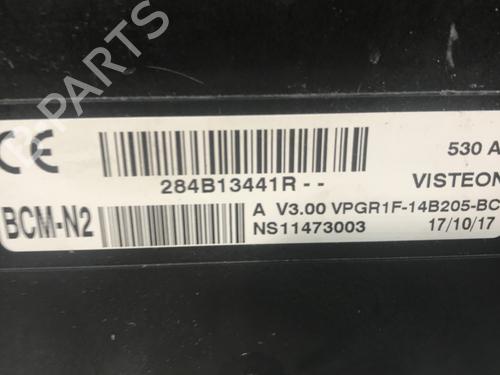 B-PARTS
CE
530 A
284B13441R - -
VISTEON
BCM-N2
A V3.00 VPGR1F-14B205-BC
NS11473003
17/10/17